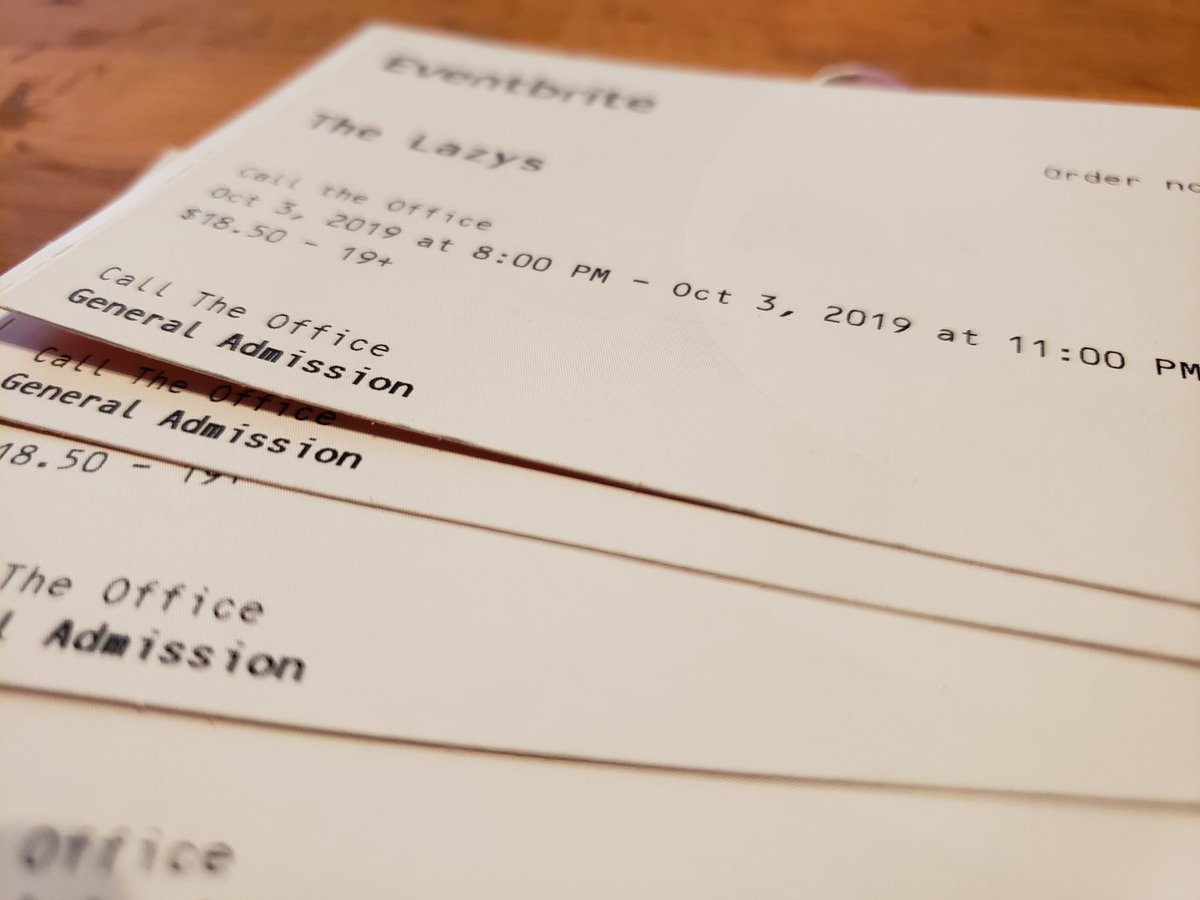 Eventbrite
The Lazys
Order no
Call the Office
Oct 3, 2019 at 8:00 PM - Oct 3, 2019 at 11:00 PM
$18.50 - 19+
Call The Office
General Admission
Call The Office
General Admission
18.50 - 19+
The Office
l Admission
Office